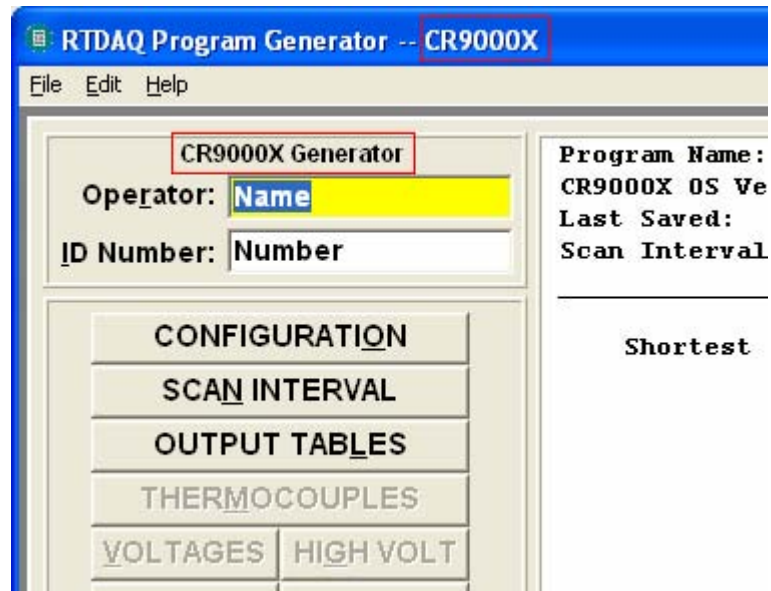 RTDAQ Program Generator -- CR9000X
File Edit Help
CR9000X Generator
Operator: Name
ID Number: Number
CONFIGURATION
SCAN INTERVAL
OUTPUT TABLES
THERMOCOUPLES
VOLTAGES HIGH VOLT
Program Name:
CR9000X OS Ve
Last Saved:
Scan Interval
Shortest